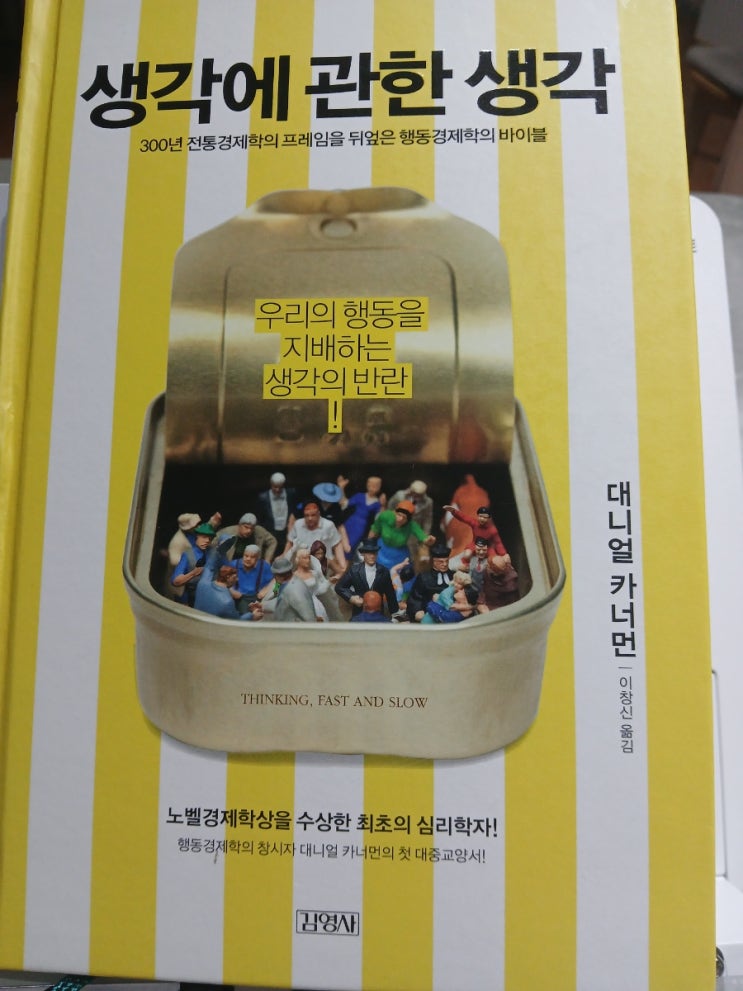 생각에 관한 생각
300년 전통경제학의 프레임을 뒤엎은 행동경제학의 바이블
우리의 행동을
지배하는
생각의 반란
!
대니얼 카너먼 | 이창신 옮김
THINKING, FAST AND SLOW
노벨경제학상을 수상한 최초의 심리학자!
행동경제학의 창시자 대니얼 카너먼의 첫 대중교양서!
김영사